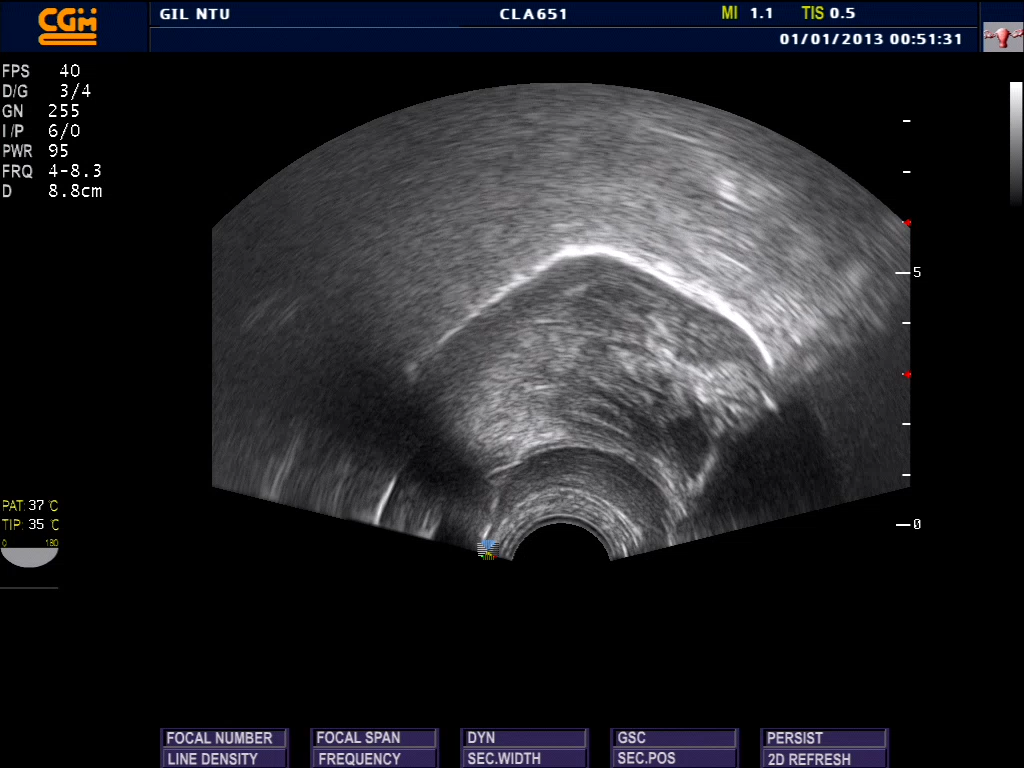 CGM
GIL NTU CLA651 MI 1.1 TIS 0.5
01/01/2013 00:51:31
FPS 40
D/G 3/4
GN 255
I/P 6/0
PWR 95
FRQ 4-8.3
D 8.8cm
5
PAT: 37 °C
TIP: 35 °C
0 180
0
FOCAL NUMBER FOCAL SPAN DYN GSC PERSIST
LINE DENSITY FREQUENCY SEC.WIDTH SEC.POS 2D REFRESH